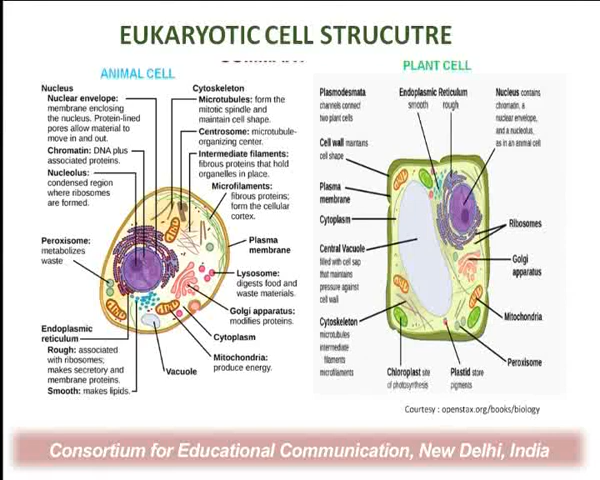 EUKARYOTIC CELL STRUCUTRE
ANIMAL CELL
Nucleus
Nuclear envelope:
membrane enclosing
the nucleus. Protein-lined
pores allow material to
move in and out.
Chromatin: DNA plus
associated proteins.
Nucleolus:
condensed region
where ribosomes
are formed.
Peroxisome:
metabolizes
waste
Endoplasmic
reticulum
Rough: associated
with ribosomes;
makes secretory and
membrane proteins.
Smooth: makes lipids.
Cytoskeleton
Microtubules: form the
mitotic spindle and
maintain cell shape.
Centrosome: microtubule-
organizing center.
Intermediate filaments:
fibrous proteins that hold
organelles in place.
Microfilaments:
fibrous proteins;
form the cellular
cortex.
Plasma
membrane
Lysosome:
digests food and
waste materials.
Golgi apparatus:
modifies proteins.
Cytoplasm
Mitochondria:
produce energy.
Vacuole
PLANT CELL
Plasmodesmata
channels connect
two plant cells
Cell wall maintains
cell shape
Plasma
membrane
Cytoplasm
Central Vacuole
filled with cell sap
that maintains
pressure against
cell wall
Cytoskeleton
microtubules
intermediate
filaments
microfilaments
Endoplasmic Reticulum
smooth rough
Nucleus contains
chromatin, a
nuclear envelope,
and a nucleolus,
as in an animal cell
Ribosomes
Golgi
apparatus
Mitochondria
Peroxisome
Chloroplast site
of photosynthesis
Plastid store
pigments
Courtesy : openstax.org/books/biology
Consortium for Educational Communication, New Delhi, India